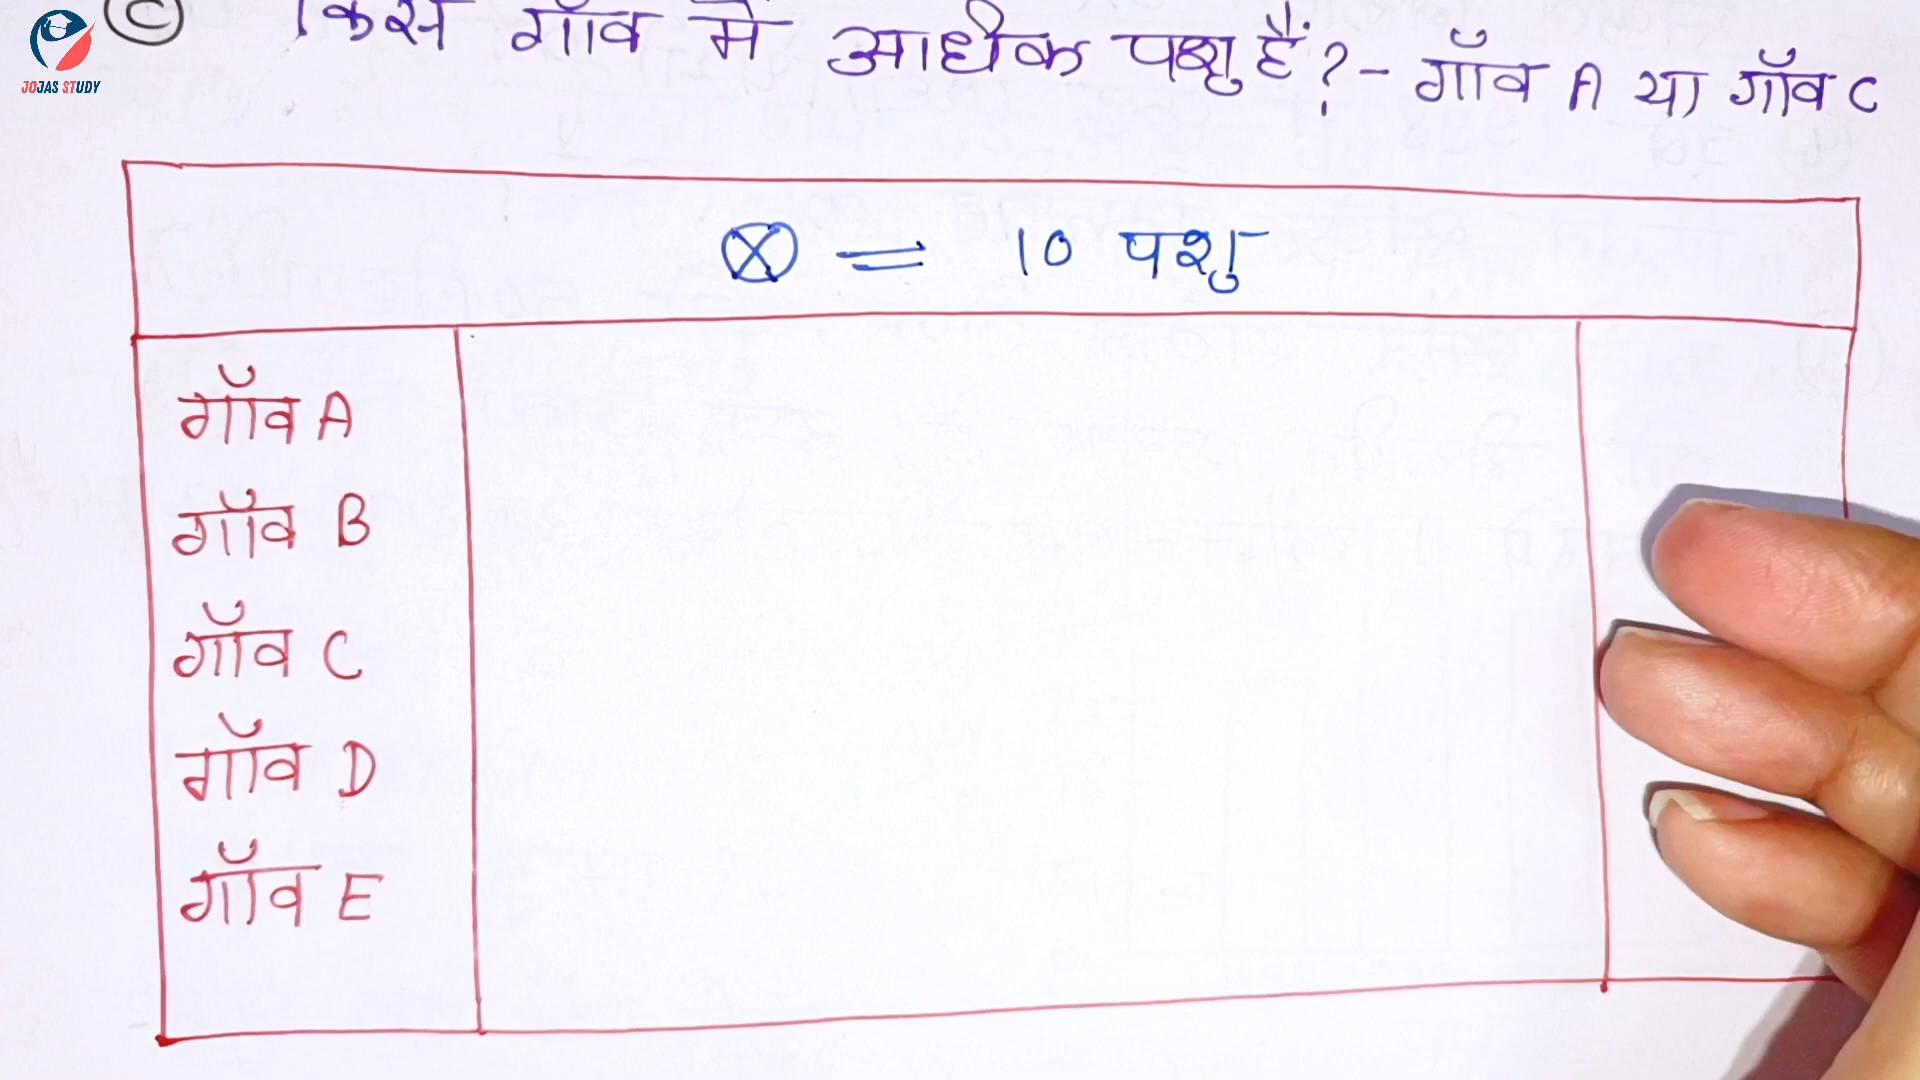 JOJAS STUDY
(C) किस गाँव में अधिक पशु हैं? - गाँव A या गाँव C
⊗ = 10 पशु
गाँव A
गाँव B
गाँव C
गाँव D
गाँव E